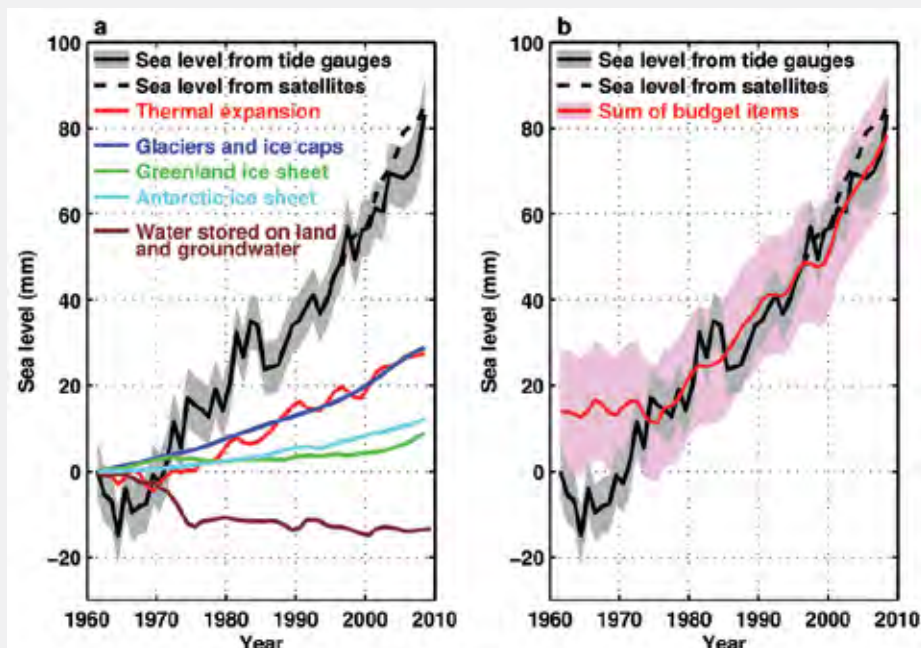 a
Sea level (mm)
100
80
60
40
20
0
−20
Sea level from tide gauges
Sea level from satellites
Thermal expansion
Glaciers and ice caps
Greenland ice sheet
Antarctic ice sheet
Water stored on land
and groundwater
1960 1970 1980 1990 2000 2010
Year
b
Sea level (mm)
100
80
60
40
20
0
−20
Sea level from tide gauges
Sea level from satellites
Sum of budget items
1960 1970 1980 1990 2000 2010
Year